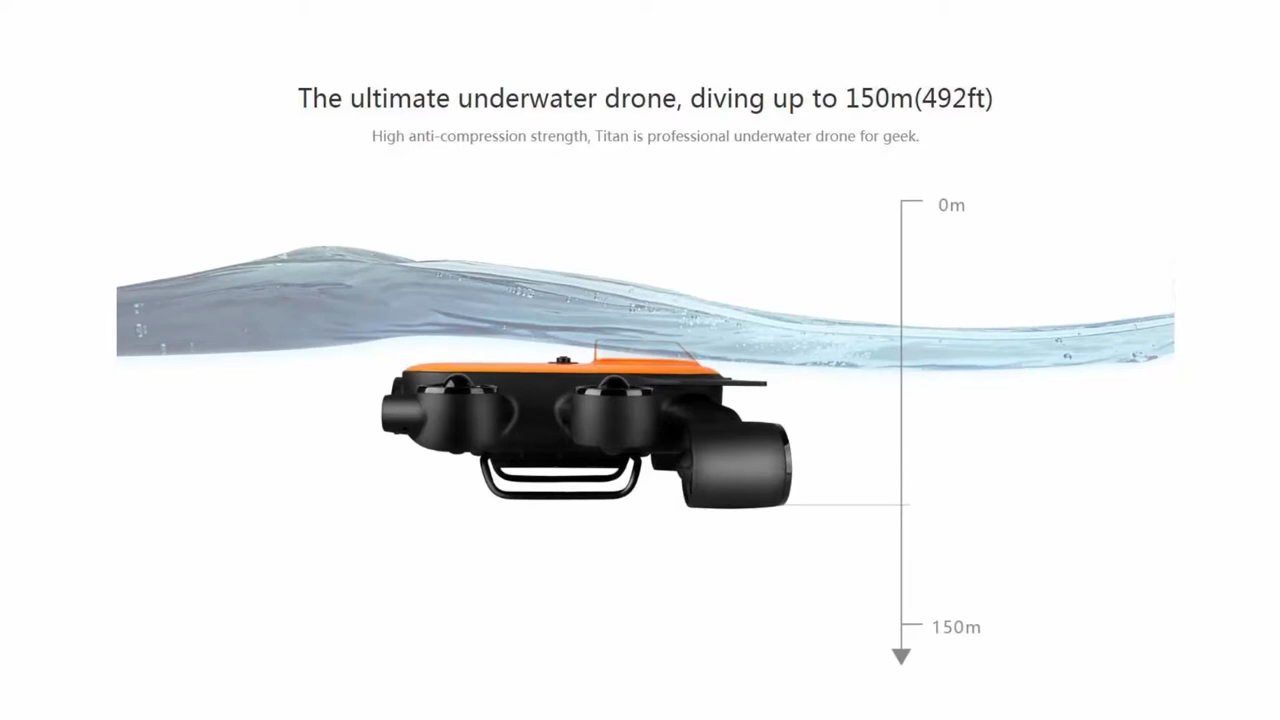 The ultimate underwater drone, diving up to 150m(492ft)
High anti-compression strength, Titan is professional underwater drone for geek.
0m
150m